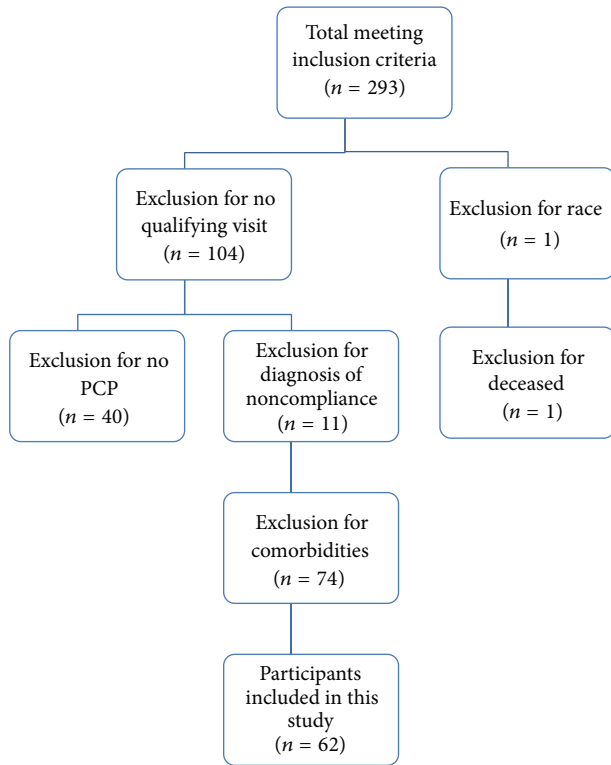 Total meeting
inclusion criteria
(n = 293)
Exclusion for no
qualifying visit
(n = 104)
Exclusion for race
(n = 1)
Exclusion for no
PCP
(n = 40)
Exclusion for
diagnosis of
noncompliance
(n = 11)
Exclusion for
deceased
(n = 1)
Exclusion for
comorbidities
(n = 74)
Participants
included in this
study
(n = 62)